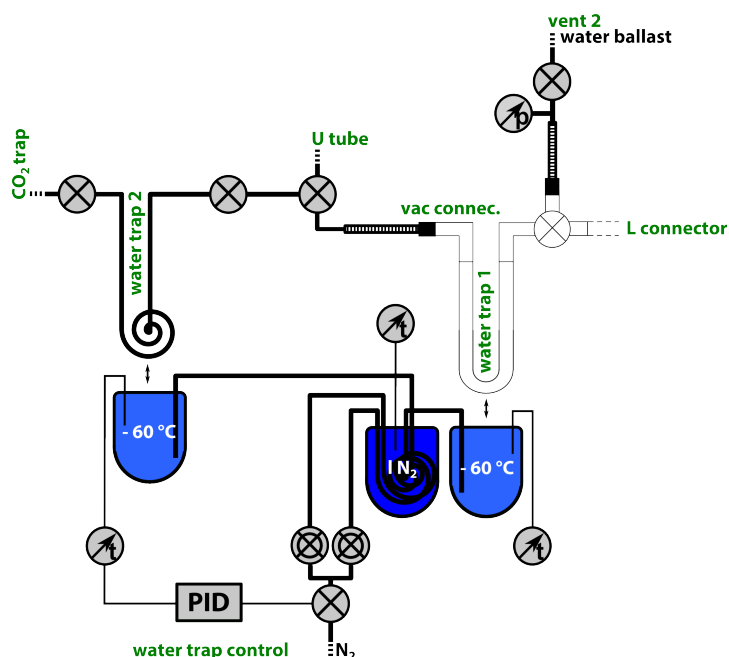 vent 2
water ballast
p
U tube
CO₂ trap
water trap 2
vac connec.
L connector
water trap 1
t
- 60 °C
l N₂
- 60 °C
t
t
PID
water trap control
N₂